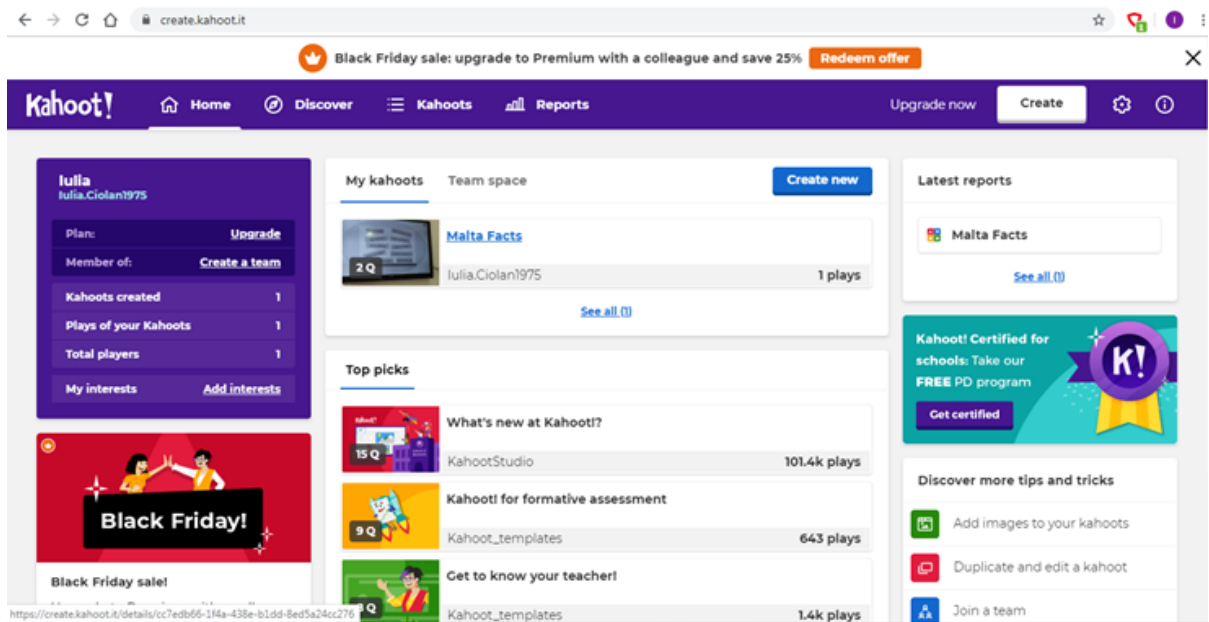 create.kahoot.it
Black Friday sale: upgrade to Premium with a colleague and save 25% Redeem offer
Kahoot! Home Discover Kahoots Reports Upgrade now Create
Iulia
Iulia.Ciolan1975
Plan: Upgrade
Member of: Create a team
Kahoots created 1
Plays of your Kahoots 1
Total players 1
My interests Add interests
Black Friday!
Black Friday sale!
https://create.kahoot.it/details/cc7edb66-1f4a-438e-b1dd-8ed5a24cc276
My kahoots Team space Create new
2 Q
Malta Facts
Iulia.Ciolan1975 1 plays
See all (1)
Top picks
Kahoot!
15 Q
What's new at Kahoot!?
KahootStudio 101.4k plays
9 Q
Kahoot! for formative assessment
Kahoot_templates 643 plays
Q
Get to know your teacher!
Kahoot_templates 1.4k plays
Latest reports
Malta Facts
See all (1)
Kahoot! Certified for
schools: Take our
FREE PD program
Get certified
K!
Discover more tips and tricks
Add images to your kahoots
Duplicate and edit a kahoot
Join a team